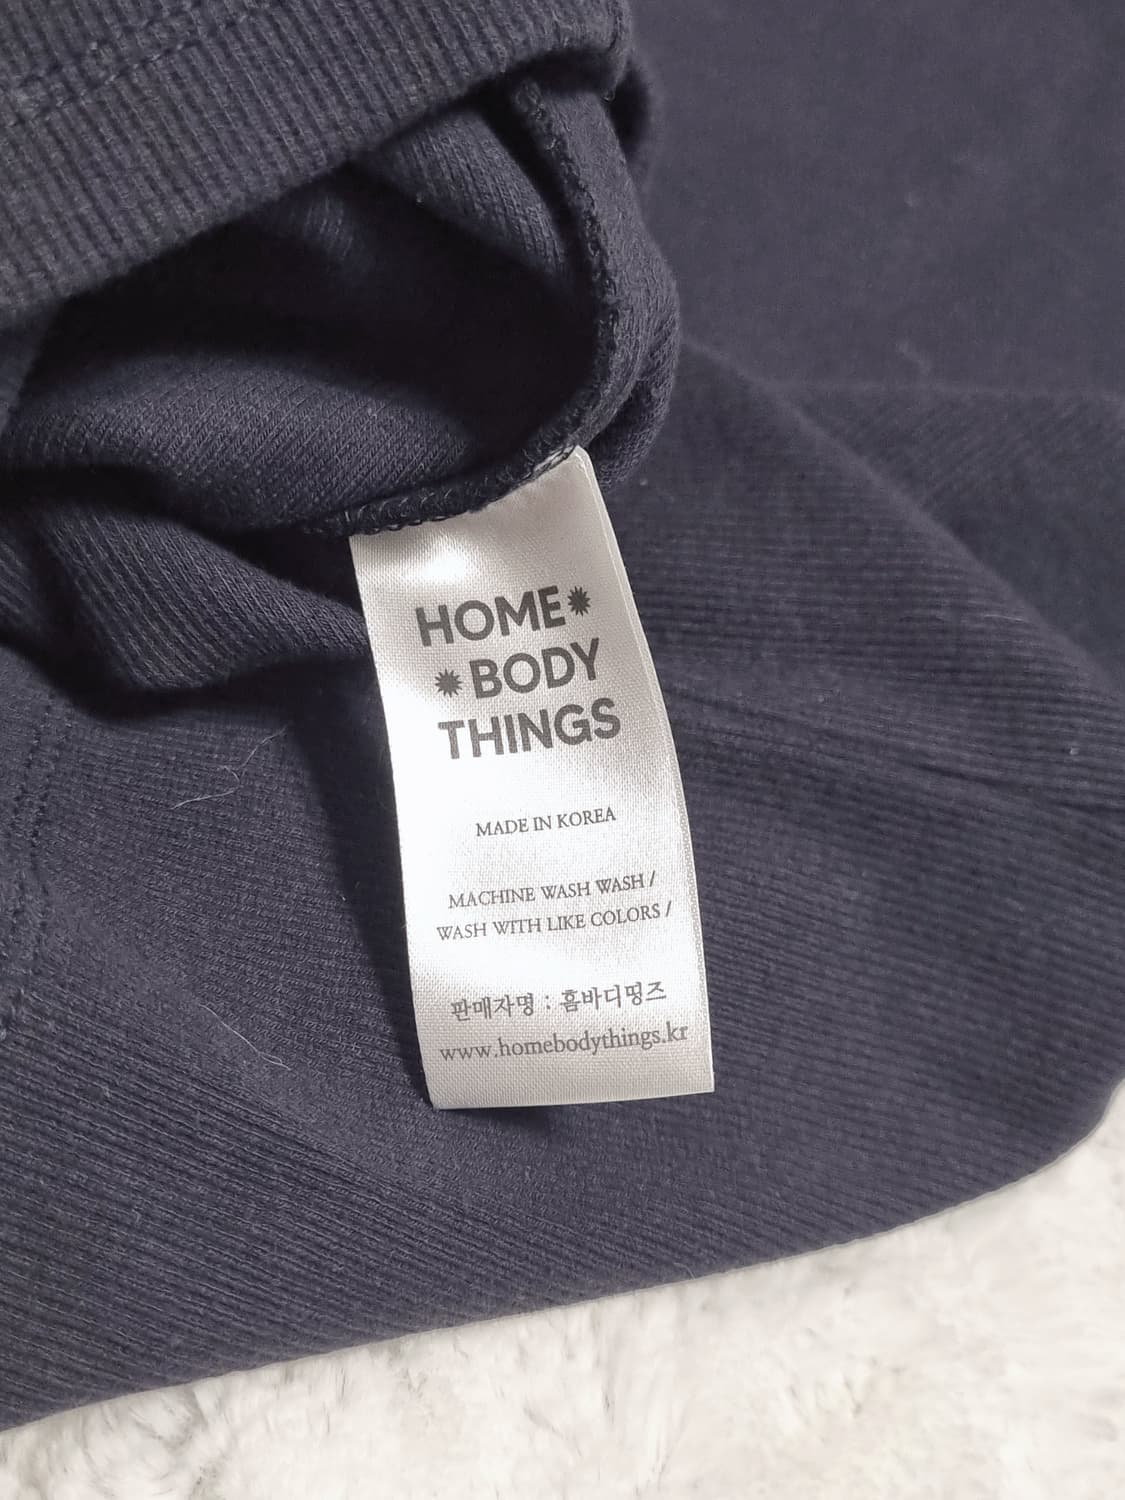 HOME✹
✹BODY
THINGS
MADE IN KOREA
MACHINE WASH WASH /
WASH WITH LIKE COLORS /
판매자명 : 홈바디띵즈
www.homebodythings.kr